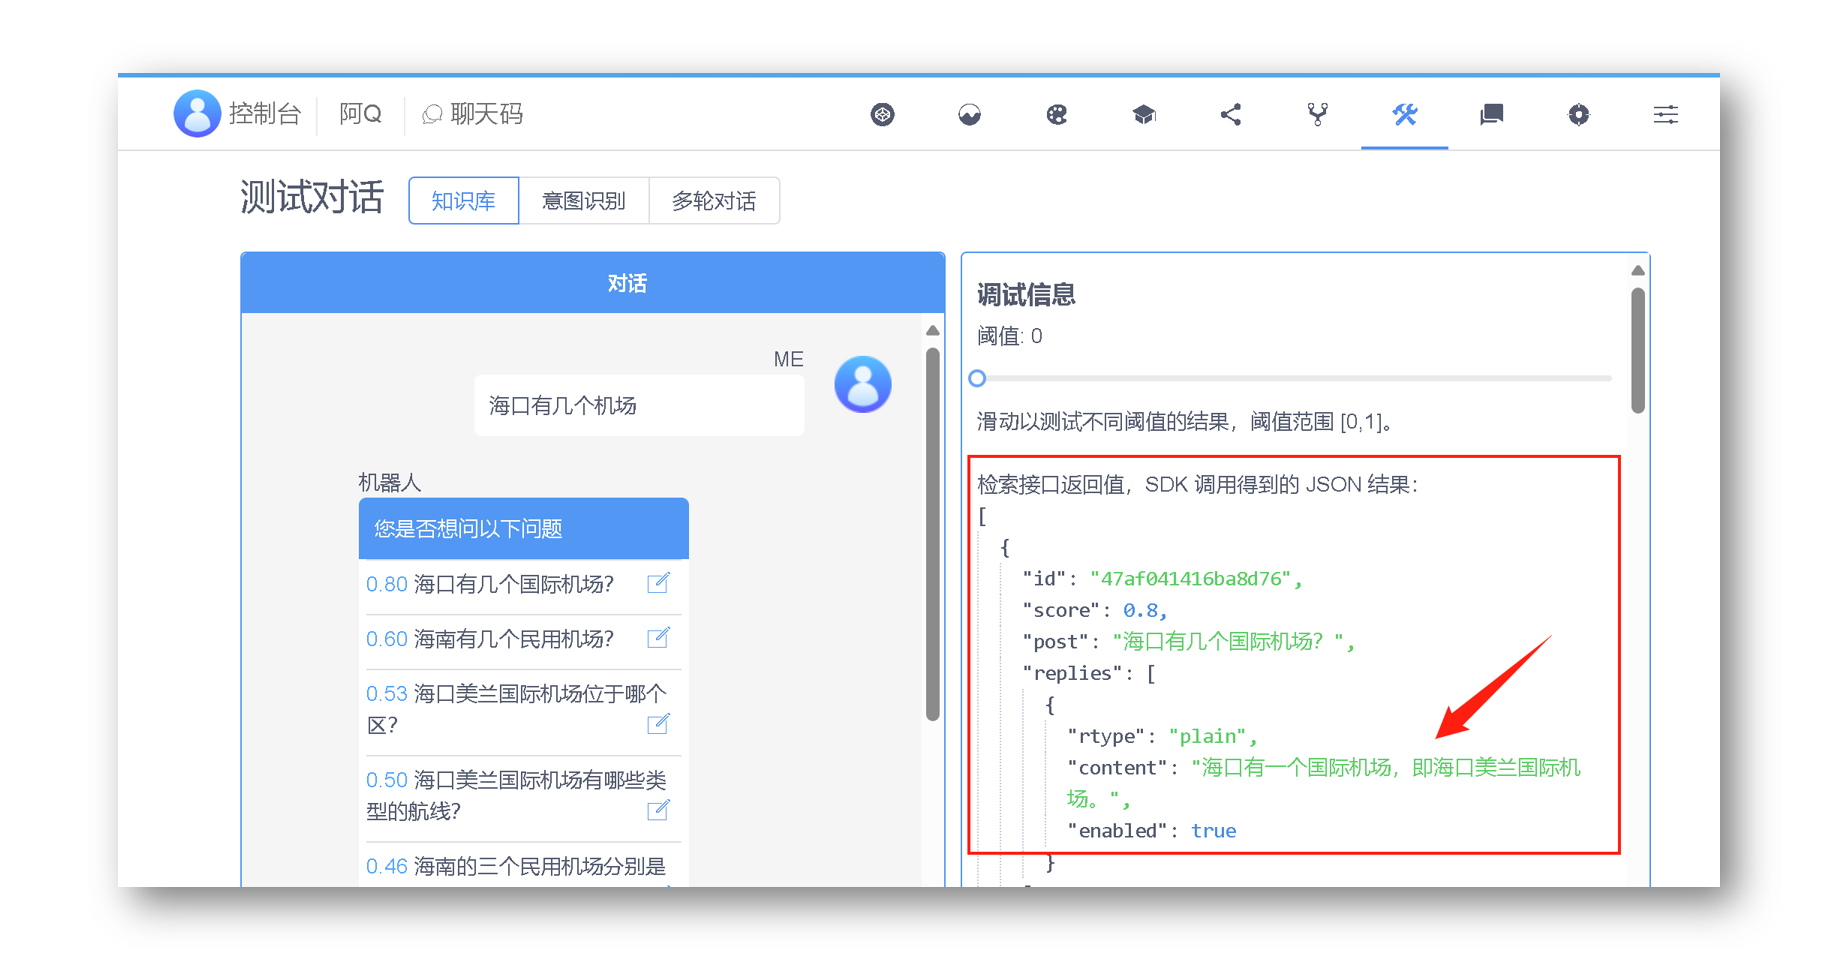 控制台
阿Q
聊天码
测试对话
知识库
意图识别
多轮对话
对话
ME
海口有几个机场
机器人
您是否想问以下问题
0.80 海口有几个国际机场?
0.60 海南有几个民用机场?
0.53 海口美兰国际机场位于哪个
区?
0.50 海口美兰国际机场有哪些类
型的航线?
0.46 海南的三个民用机场分别是
调试信息
阈值: 0
滑动以测试不同阈值的结果，阈值范围 [0,1]。
检索接口返回值，SDK 调用得到的 JSON 结果：
[
{
"id": "47af041416ba8d76",
"score": 0.8,
"post": "海口有几个国际机场？",
"replies": [
{
"rtype": "plain",
"content": "海口有一个国际机场，即海口美兰国际机
场。",
"enabled": true
}